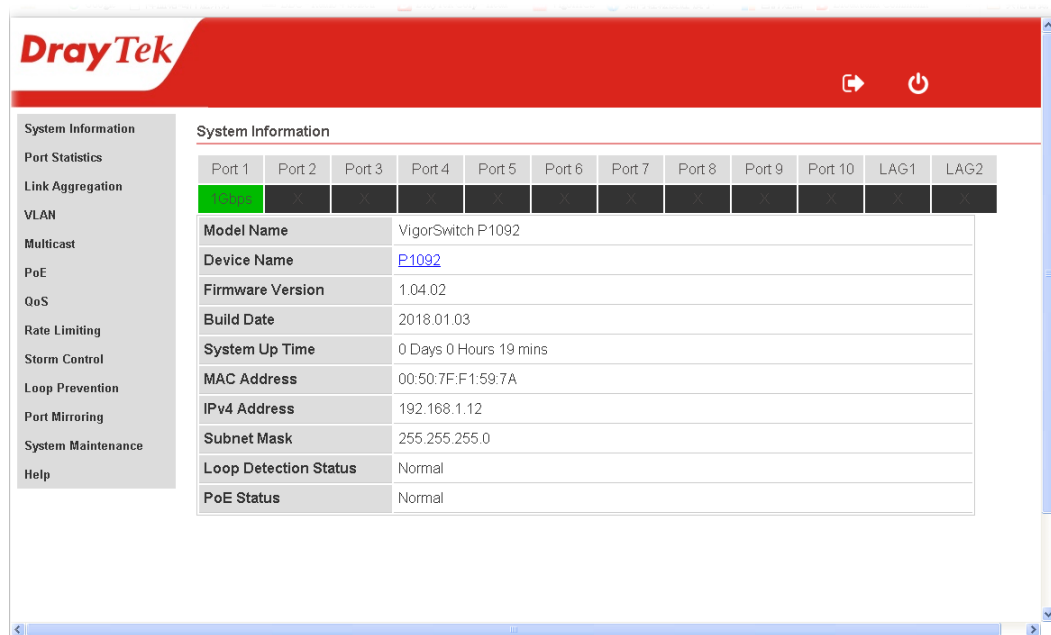 DrayTek
System Information
Port Statistics
Link Aggregation
VLAN
Multicast
PoE
QoS
Rate Limiting
Storm Control
Loop Prevention
Port Mirroring
System Maintenance
Help
System Information
Port 1 Port 2 Port 3 Port 4 Port 5 Port 6 Port 7 Port 8 Port 9 Port 10 LAG1 LAG2
1Gbps X X X X X X X X X X X
Model Name VigorSwitch P1092
Device Name P1092
Firmware Version 1.04.02
Build Date 2018.01.03
System Up Time 0 Days 0 Hours 19 mins
MAC Address 00:50:7F:F1:59:7A
IPv4 Address 192.168.1.12
Subnet Mask 255.255.255.0
Loop Detection Status Normal
PoE Status Normal